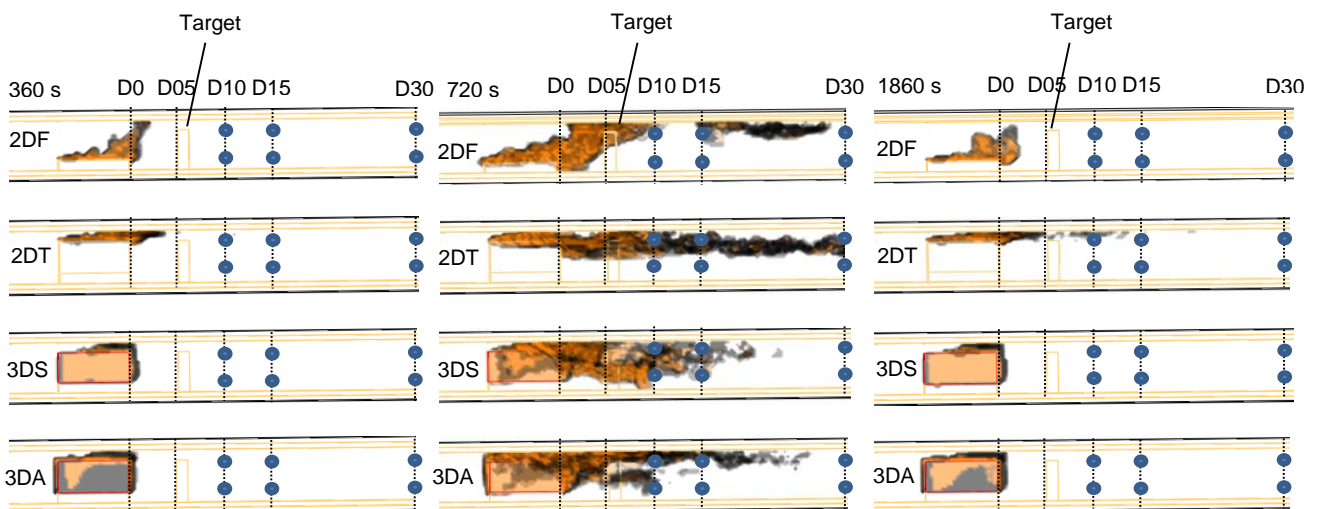 Target Target
360 s D0 D05 D10 D15 D30 720 s D0 D05 D10 D15 D30 1860 s D0 D05 D10 D15 D30
2DF 2DF 2DF
2DT 2DT 2DT
3DS 3DS 3DS
3DA 3DA 3DA